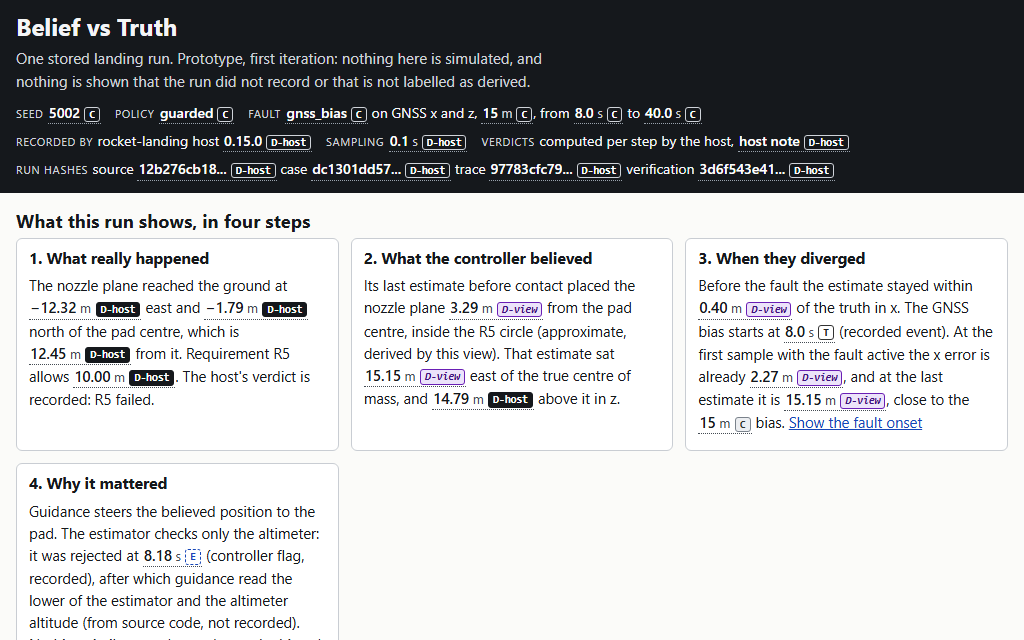 Belief vs Truth
One stored landing run. Prototype, first iteration: nothing here is simulated, and
nothing is shown that the run did not record or that is not labelled as derived.
SEED 5002 C POLICY guarded C FAULT gnss_bias C on GNSS x and z, 15 m C, from 8.0 s C to 40.0 s C
RECORDED BY rocket-landing host 0.15.0 D-host SAMPLING 0.1 s D-host VERDICTS computed per step by the host, host note D-host
RUN HASHES source 12b276cb18... D-host case dc1301dd57... D-host trace 97783cfc79... D-host verification 3d6f543e41... D-host
What this run shows, in four steps
1. What really happened
The nozzle plane reached the ground at
−12.32 m D-host east and −1.79 m D-host
north of the pad centre, which is
12.45 m D-host from it. Requirement R5
allows 10.00 m D-host. The host's verdict is
recorded: R5 failed.
2. What the controller believed
Its last estimate before contact placed the
nozzle plane 3.29 m D-view from the pad
centre, inside the R5 circle (approximate,
derived by this view). That estimate sat
15.15 m D-view east of the true centre of
mass, and 14.79 m D-host above it in z.
3. When they diverged
Before the fault the estimate stayed within
0.40 m D-view of the truth in x. The GNSS
bias starts at 8.0 s T (recorded event). At the
first sample with the fault active the x error is
already 2.27 m D-view, and at the last
estimate it is 15.15 m D-view, close to the
15 m C bias. Show the fault onset
4. Why it mattered
Guidance steers the believed position to the
pad. The estimator checks only the altimeter:
it was rejected at 8.18 s E (controller flag,
recorded), after which guidance read the
lower of the estimator and the altimeter
altitude (from source code, not recorded).